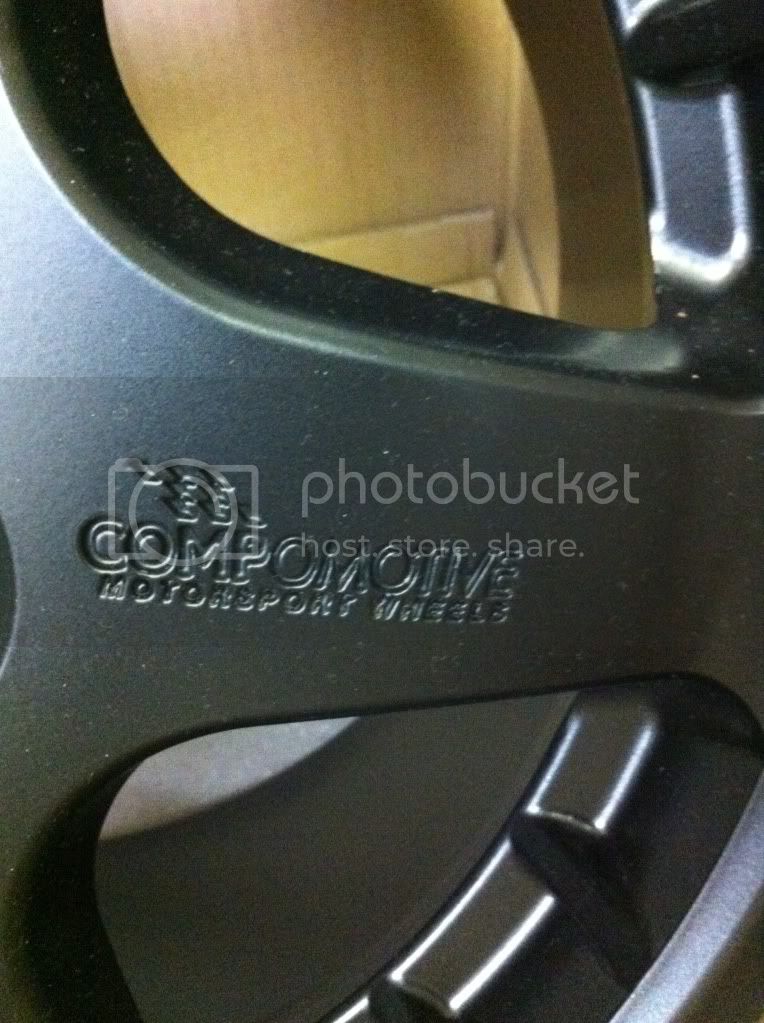 photobucket
host. store. share.
COMPOMOTIVE
MOTORSPORT WHEELS